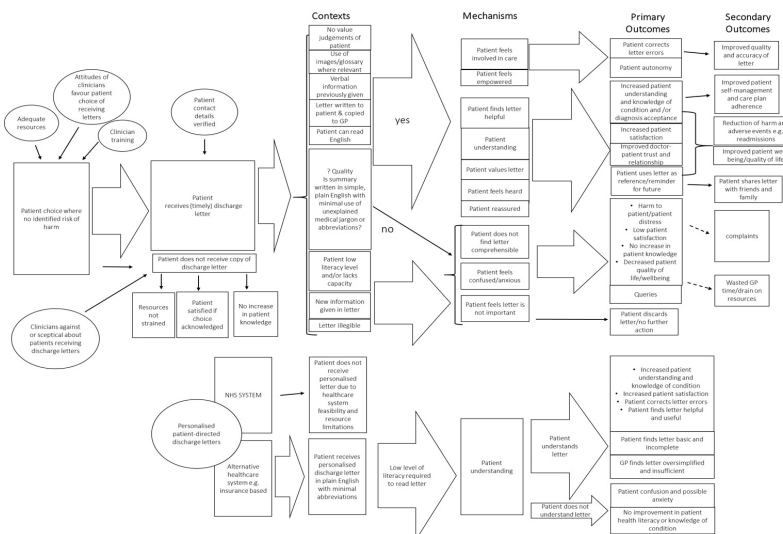 Contexts
Mechanisms
Primary
Outcomes
Secondary
Outcomes
No value
judgements of
patient
Use of
images/glossary
where relevant
Verbal
information
previously given
Letter written to
patient & copied
to GP
Patient can read
English
? Quality
Is summary
written in simple,
plain English with
minimal use of
unexplained
medical jargon or
abbreviations?
Patient low
literacy level
and/or lacks
capacity
New information
given in letter
Letter illegible
Attitudes of
clinicians
favour patient
choice of
receiving
letters
Adequate
resources
Clinician
training
Patient
contact
details
verified
Patient choice where
no identified risk of
harm
Patient
receives(timely) discharge
letter
Patient does not receive copy of
discharge letter
Resources
not
strained
Patient
satisfied if
choice
acknowledged
No increase
in patient
knowledge
Clinicians against
or sceptical about
patients receiving
discharge letters
yes
no
Patient feels
involved in care
Patient feels
empowered
Patient finds letter
helpful
Patient
understanding
Patient values letter
Patient feels heard
Patient reassured
Patient does not
find letter
comprehensible
Patient feels
confused/anxious
Patient feels letter is
not important
Patient corrects
letter errors
Patient autonomy
Increased patient
understanding
and knowledge of
condition and /or
diagnosis acceptance
Increased patient
satisfaction
Improved doctor-
patient trust and
relationship
Patient uses letter as
reference/reminder
for future
• Harm to
patient/patient
distress
• Low patient
satisfaction
• No increase in
patient knowledge
• Decreased patient
quality of
life/wellbeing
Queries
Patient discards
letter/no further
action
Improved quality
and accuracy of
letter
Improved patient
self-management
and care plan
adherence
Reduction of harm an
adverse events e.g.
readmissions
Improved patient we
being/quality of life
Patient shares letter
with friends and
family
complaints
Wasted GP
time/drain on
resources
Personalised
patient-directed
discharge letters
NHS SYSTEM
Alternative
healthcare
system e.g.
insurance based
Patient does not
receive
personalised
letter due to
healthcare
system
feasibility and
resource
limitations
Patient receives
personalised
discharge letter
in plain English
with minimal
abbreviations
Low level of
literacy required
to read letter
Patient
understanding
Patient
understands
letter
Patient does not
understand letter
• Increased patient
understanding and
knowledge of condition
• Increased patient satisfaction
• Patient corrects letter errors
• Patient finds letter helpful
and useful
Patient finds letter basic and
incomplete
GP finds letter oversimplified
and insufficient
Patient confusion and possible
anxiety
No improvement in patient
health literacy or knowledge of
condition